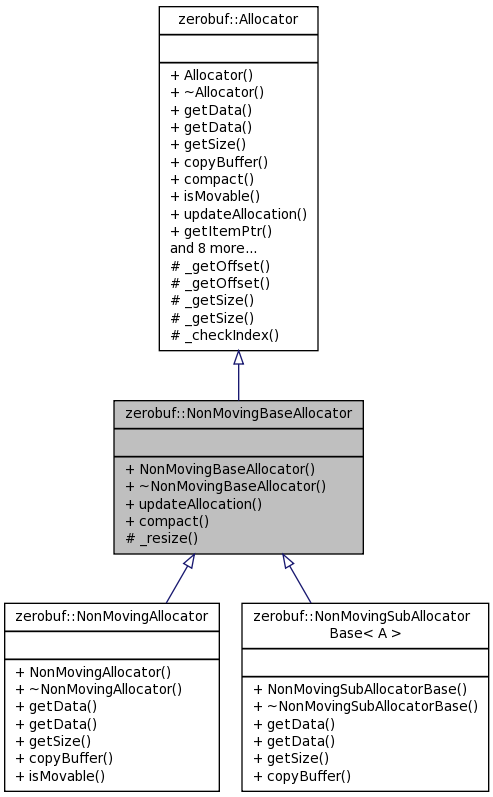 zerobuf::Allocator
+ Allocator()
+ ~Allocator()
+ getData()
+ getData()
+ getSize()
+ copyBuffer()
+ compact()
+ isMovable()
+ updateAllocation()
+ getItemPtr()
and 8 more...
# _getOffset()
# _getOffset()
# _getSize()
# _getSize()
# _checkIndex()
zerobuf::NonMovingBaseAllocator
+ NonMovingBaseAllocator()
+ ~NonMovingBaseAllocator()
+ updateAllocation()
+ compact()
# _resize()
zerobuf::NonMovingAllocator
+ NonMovingAllocator()
+ ~NonMovingAllocator()
+ getData()
+ getData()
+ getSize()
+ copyBuffer()
+ isMovable()
zerobuf::NonMovingSubAllocator
Base< A >
+ NonMovingSubAllocatorBase()
+ ~NonMovingSubAllocatorBase()
+ getData()
+ getData()
+ getSize()
+ copyBuffer()